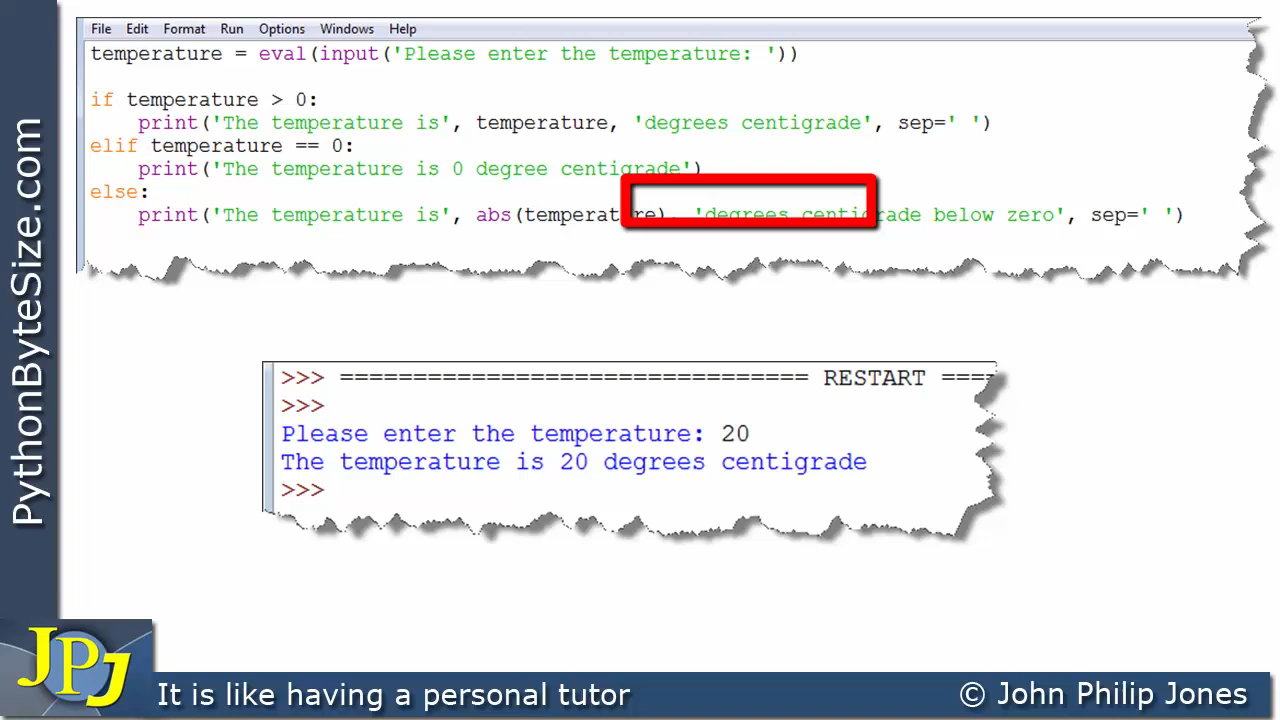 PythonByteSize.com
File Edit Format Run Options Windows Help
temperature = eval(input('Please enter the temperature: '))
if temperature > 0:
    print('The temperature is', temperature, 'degrees centigrade', sep=' ')
elif temperature == 0:
    print('The temperature is 0 degree centigrade')
else:
    print('The temperature is', abs(temperature), 'degrees centigrade below zero', sep=' ')
>>> ================================ RESTART ====
>>>
Please enter the temperature: 20
The temperature is 20 degrees centigrade
>>>
JPJ
It is like having a personal tutor
© John Philip Jones